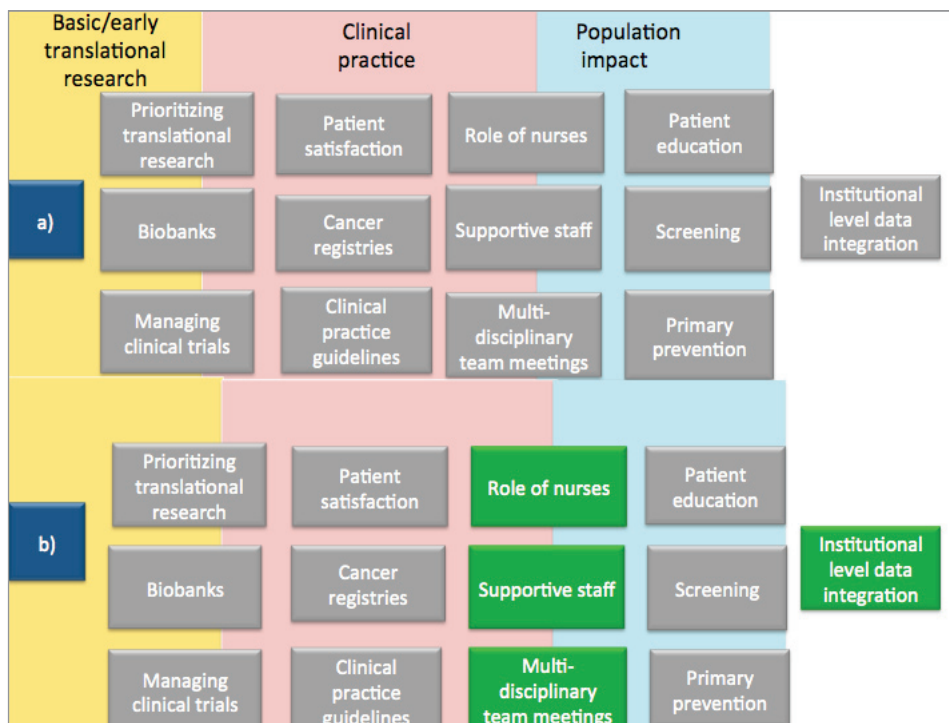 Basic/early
translational
research
Clinical
practice
Population
impact
Prioritizing
translational
research
Patient
satisfaction
Role of nurses
Patient
education
a)
Biobanks
Cancer
registries
Supportive staff
Screening
Institutional
level data
integration
Managing
clinical trials
Clinical
practice
guidelines
Multi-
disciplinary
team meetings
Primary
prevention
Prioritizing
translational
research
Patient
satisfaction
Role of nurses
Patient
education
b)
Biobanks
Cancer
registries
Supportive staff
Screening
Institutional
level data
integration
Managing
clinical trials
Clinical
practice
guidelines
Multi-
disciplinary
team meetings
Primary
prevention